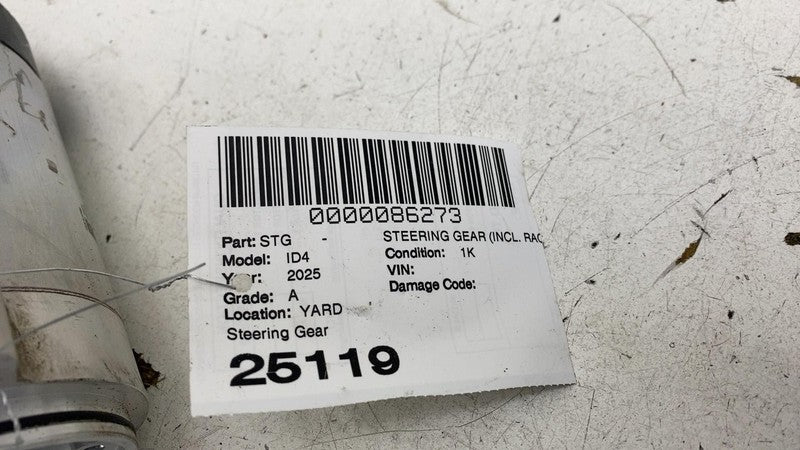 0000086273
Part: STG - STEERING GEAR (INCL. RAC
Model: ID4 Condition: 1K
Year: 2025 VIN:
Grade: A Damage Code:
Location: YARD
Steering Gear
25119